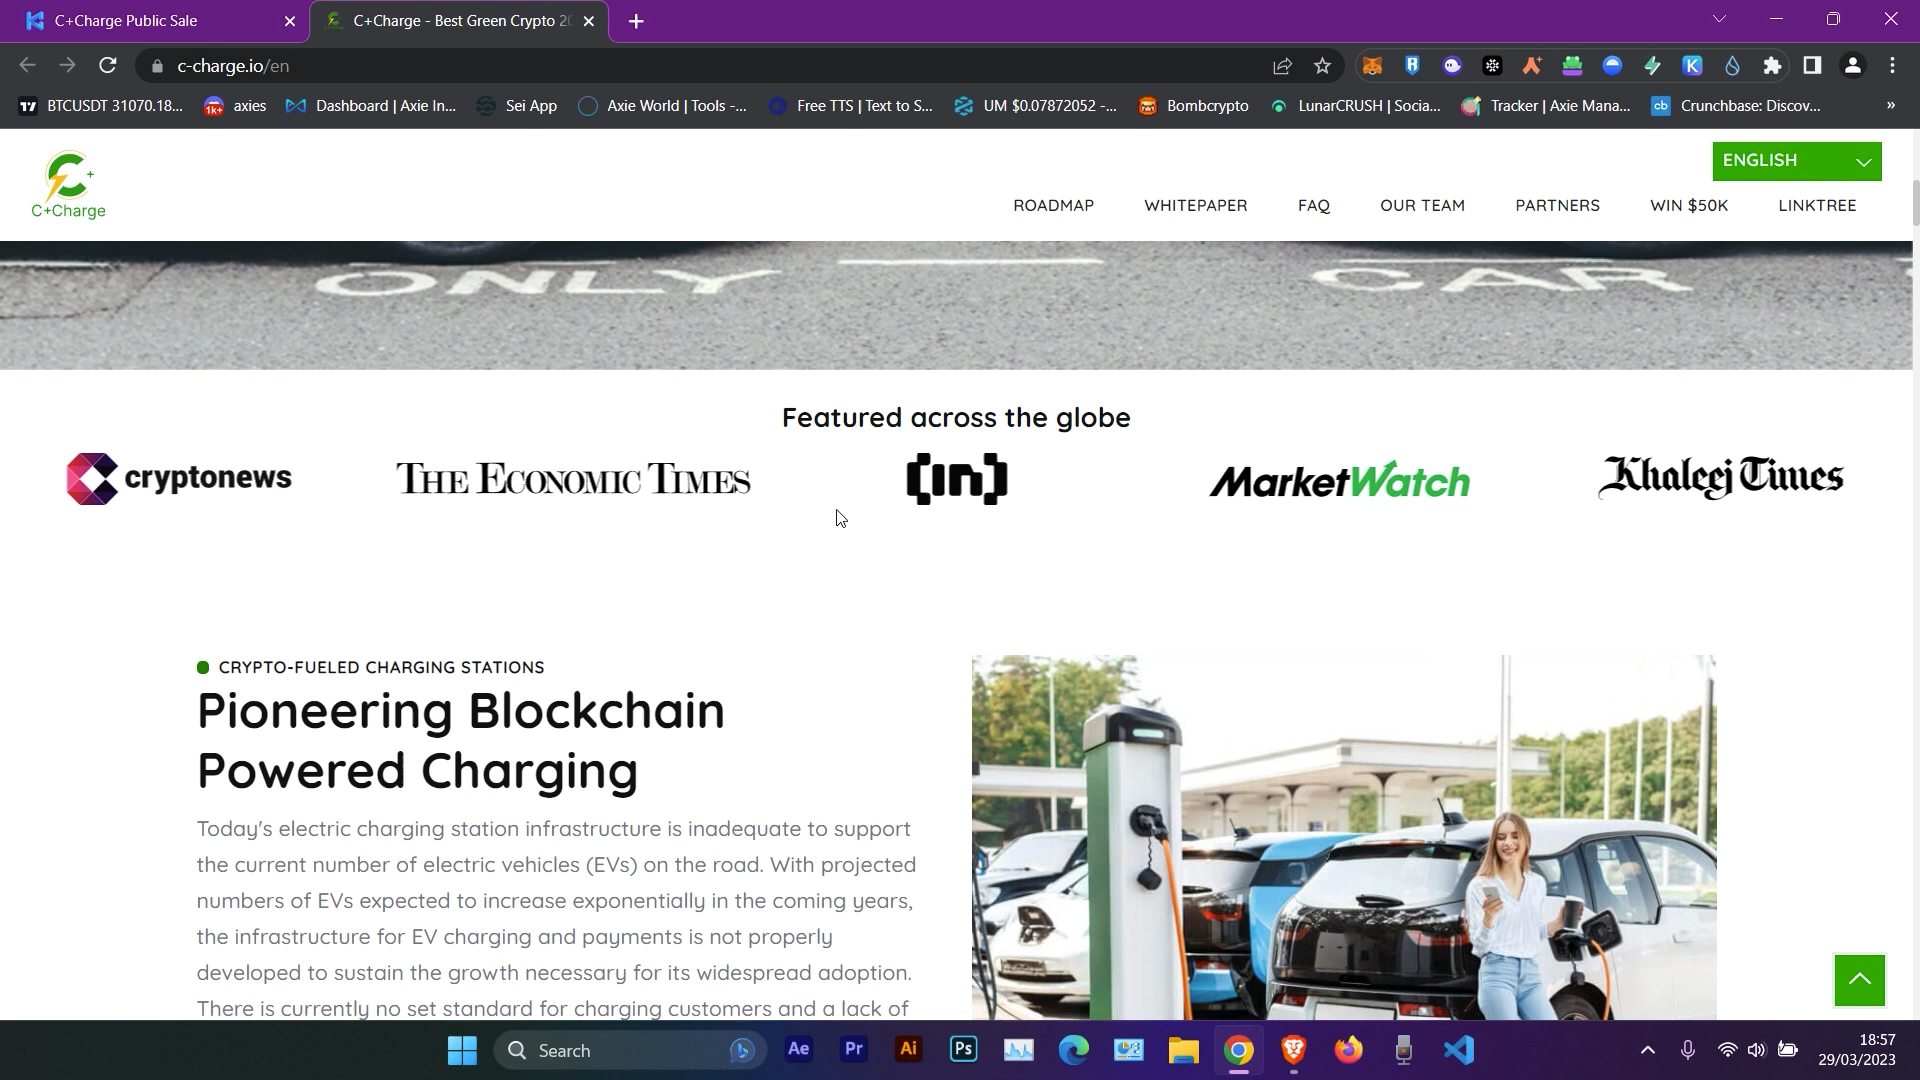 C+Charge Public Sale
C+Charge - Best Green Crypto 20
c-charge.io/en
BTCUSDT 31070.18...
axies
Dashboard | Axie In...
Sei App
Axie World | Tools -...
Free TTS | Text to S...
UM $0.07872052 -...
Bombcrypto
LunarCRUSH | Socia...
Tracker | Axie Mana...
Crunchbase: Discov...
»
ENGLISH
C+Charge
ROADMAP
WHITEPAPER
FAQ
OUR TEAM
PARTNERS
WIN $50K
LINKTREE
ONLY
CAR
Featured across the globe
cryptonews
THE ECONOMIC TIMES
[in]
MarketWatch
Khaleej Times
CRYPTO-FUELED CHARGING STATIONS
Pioneering Blockchain
Powered Charging
Today's electric charging station infrastructure is inadequate to support
the current number of electric vehicles (EVs) on the road. With projected
numbers of EVs expected to increase exponentially in the coming years,
the infrastructure for EV charging and payments is not properly
developed to sustain the growth necessary for its widespread adoption.
There is currently no set standard for charging customers and a lack of
Search
Ae
Pr
Ai
Ps
18:57
29/03/2023